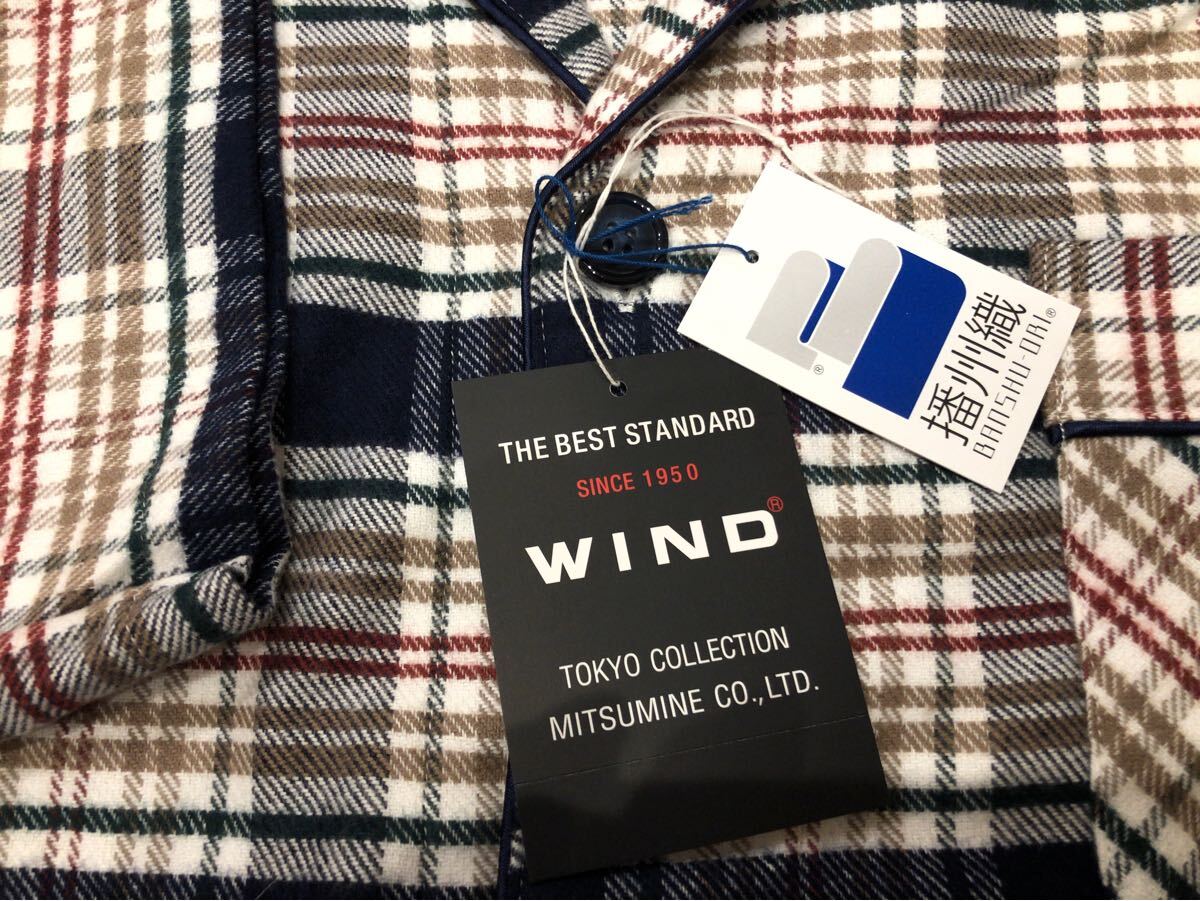 THE BEST STANDARD
SINCE 1950
WIND®
TOKYO COLLECTION
MITSUMINE CO.,LTD.
®
播州織
BANSHU-ORI®